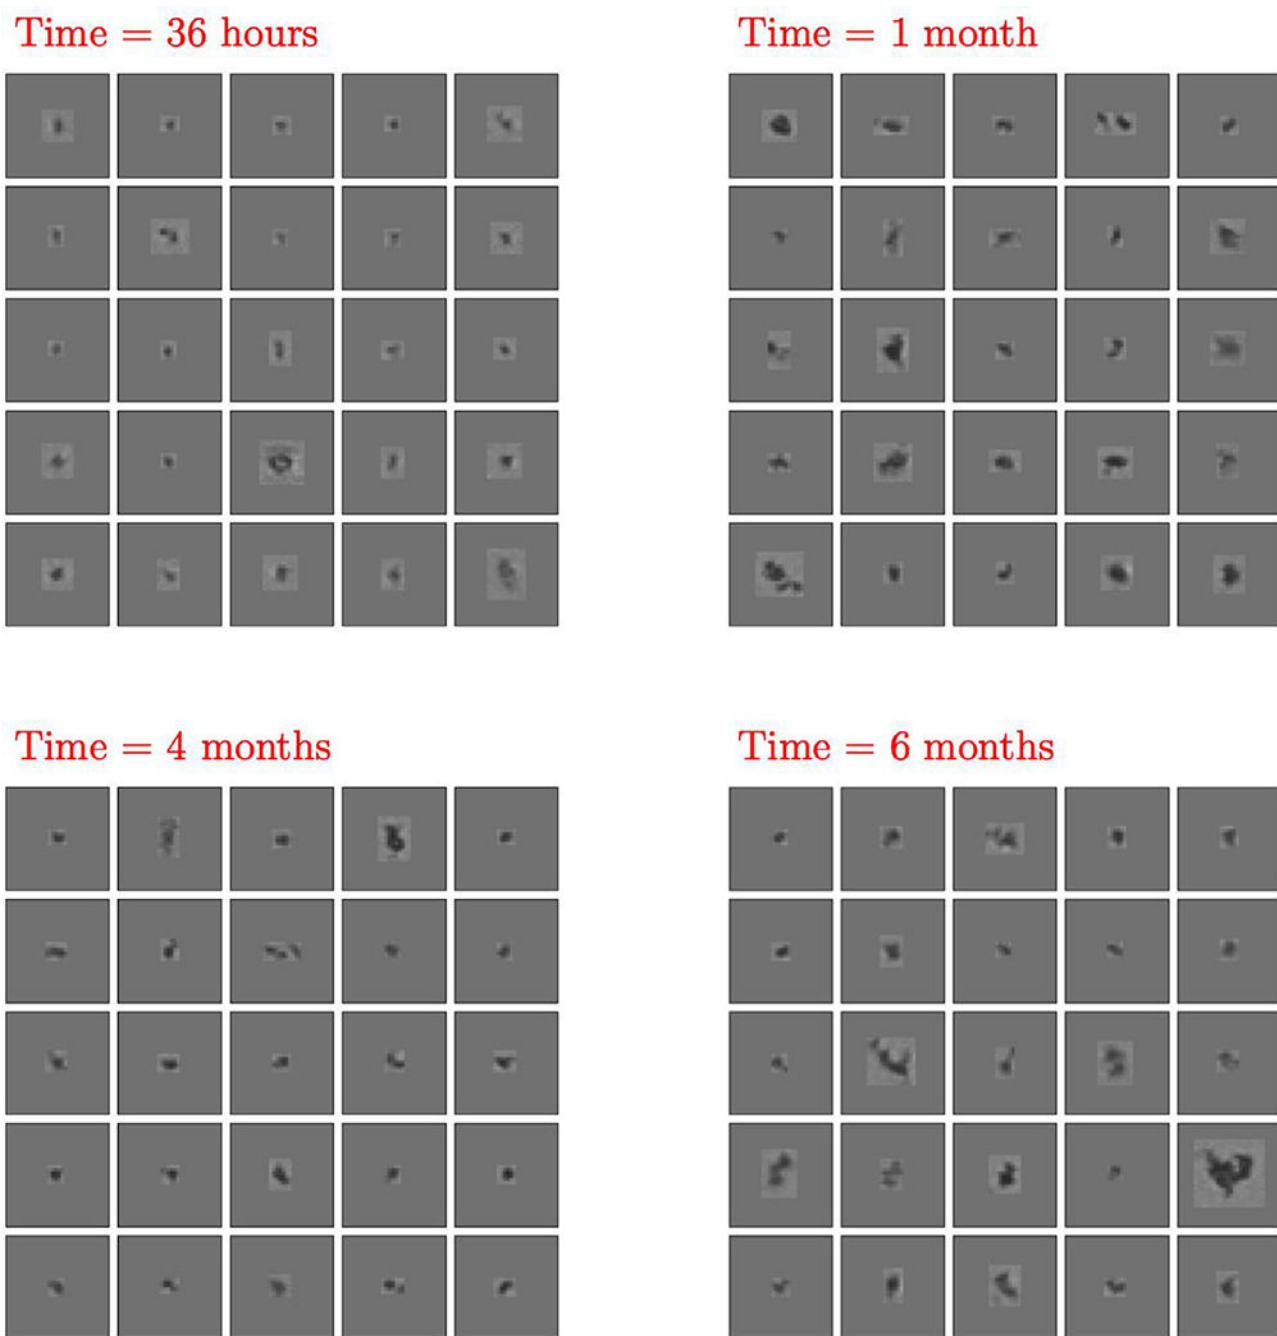 Time = 36 hours
Time = 1 month
Time = 4 months
Time = 6 months